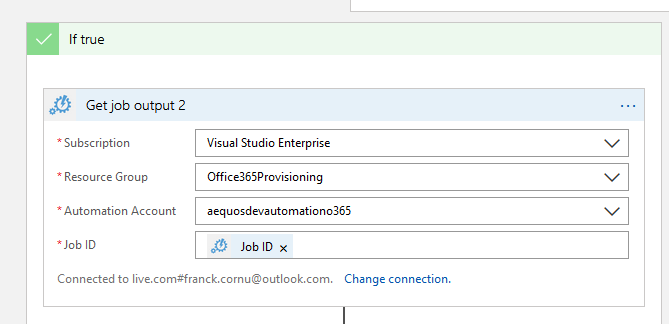 If true
Get job output 2 ...
* Subscription Visual Studio Enterprise
* Resource Group Office365Provisioning
* Automation Account aequosdevautomationo365
* Job ID Job ID ×
Connected to live.com#franck.cornu@outlook.com. Change connection.